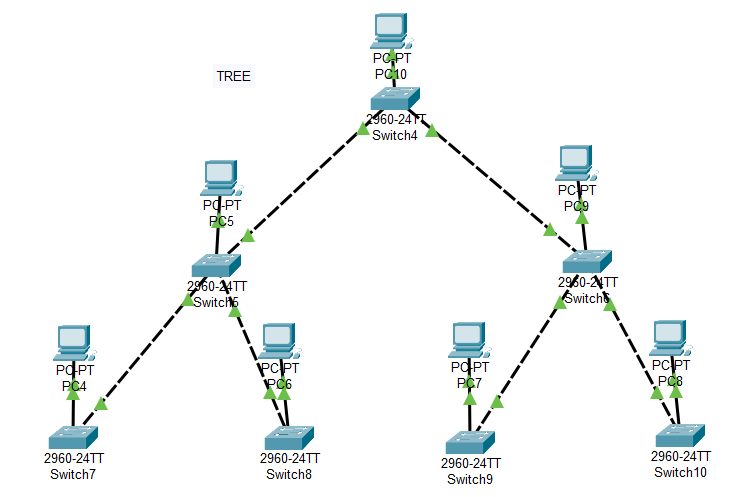 PC-PT
PC10
TREE
2960-24TT
Switch4
PC-PT
PC5
PC-PT
PC9
2960-24TT
Switch5
2960-24TT
Switch6
PC-PT
PC4
PC-PT
PC6
PC-PT
PC7
PC-PT
PC8
2960-24TT
Switch7
2960-24TT
Switch8
2960-24TT
Switch9
2960-24TT
Switch10